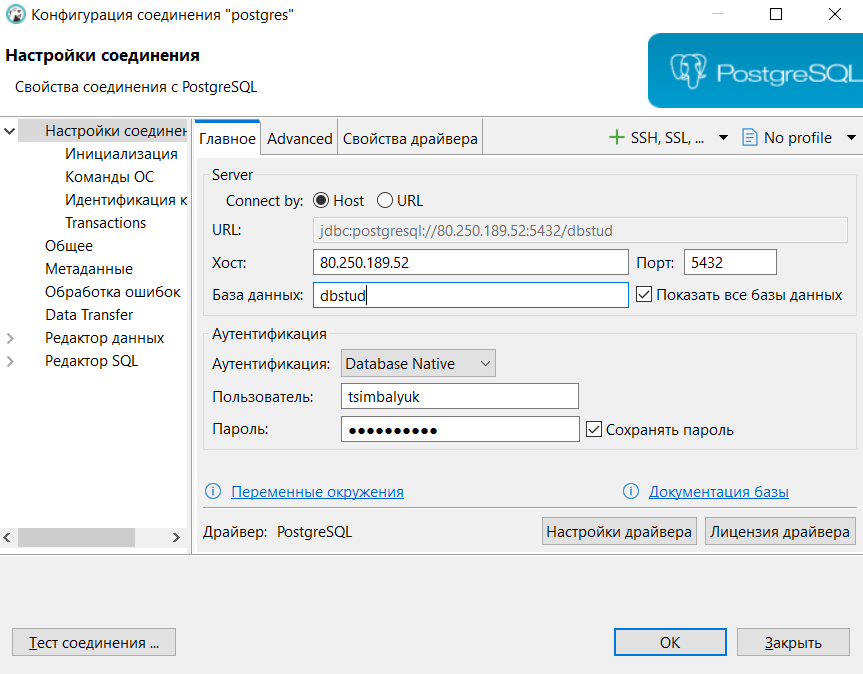 Конфигурация соединения "postgres"
Настройки соединения
Свойства соединения с PostgreSQL
PostgreSQL
Настройки соединен
Инициализация
Команды ОС
Идентификация к
Transactions
Общее
Метаданные
Обработка ошибок
Data Transfer
Редактор данных
Редактор SQL
Главное Advanced Свойства драйвера SSH, SSL, ... No profile
Server
Connect by: Host URL
URL: jdbc:postgresql://80.250.189.52:5432/dbstud
Хост: 80.250.189.52 Порт: 5432
База данных: dbstud Показать все базы данных
Аутентификация
Аутентификация: Database Native
Пользователь: tsimbalyuk
Пароль: ●●●●●●●●●● Сохранять пароль
Переменные окружения Документация базы
Драйвер: PostgreSQL Настройки драйвера Лицензия драйвера
Тест соединения ... ОК Закрыть